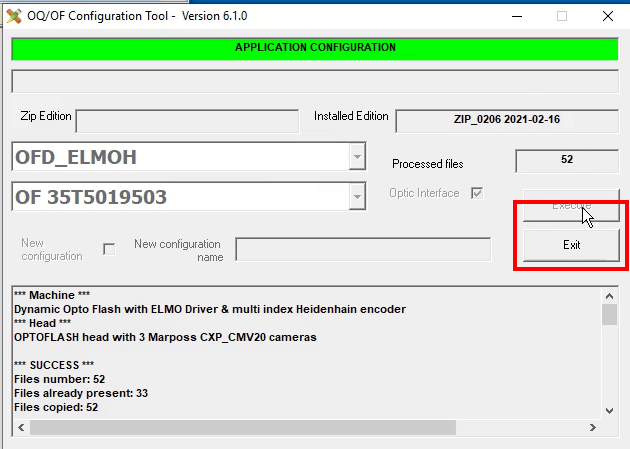 OQ/OF Configuration Tool - Version 6.1.0
APPLICATION CONFIGURATION
Zip Edition
Installed Edition
ZIP_0206 2021-02-16
OFD_ELMOH
Processed files
52
OF 35T5019503
Optic Interface
Execute
New configuration
New configuration name
Exit
*** Machine ***
Dynamic Opto Flash with ELMO Driver & multi index Heidenhain encoder
*** Head ***
OPTOFLASH head with 3 Marposs CXP_CMV20 cameras
*** SUCCESS ***
Files number: 52
Files already present: 33
Files copied: 52